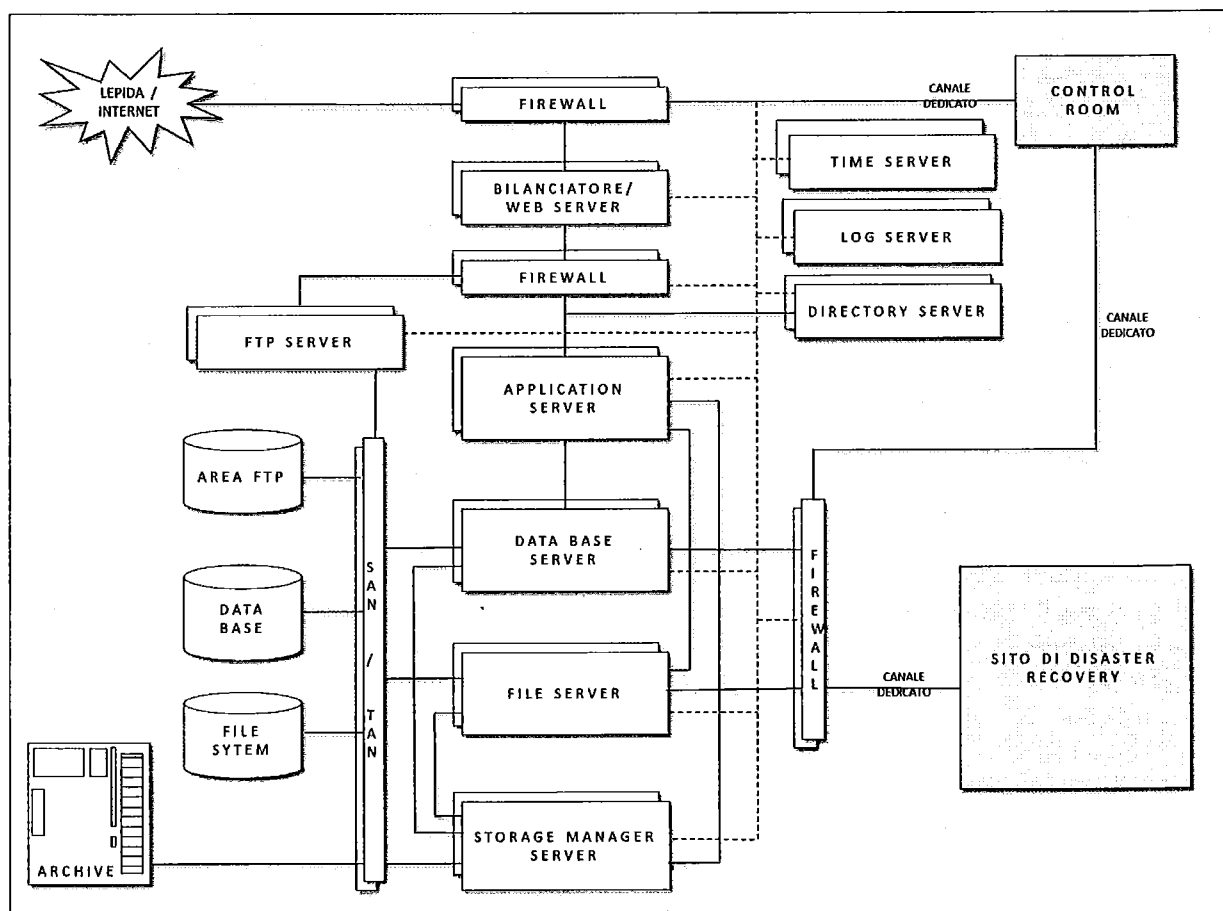 LEPIDA /
INTERNET
FIREWALL
CANALE
DEDICATO
CONTROL
ROOM
TIME SERVER
BILANCIATORE/
WEB SERVER
LOG SERVER
FIREWALL
DIRECTORY SERVER
FTP SERVER
CANALE
DEDICATO
APPLICATION
SERVER
AREA FTP
DATA BASE
SERVER
SAN / TAN
FIREWALL
DATA
BASE
SITO DI DISASTER
RECOVERY
FILE SERVER
CANALE
DEDICATO
FILE
SYTEM
STORAGE MANAGER
SERVER
ARCHIVE